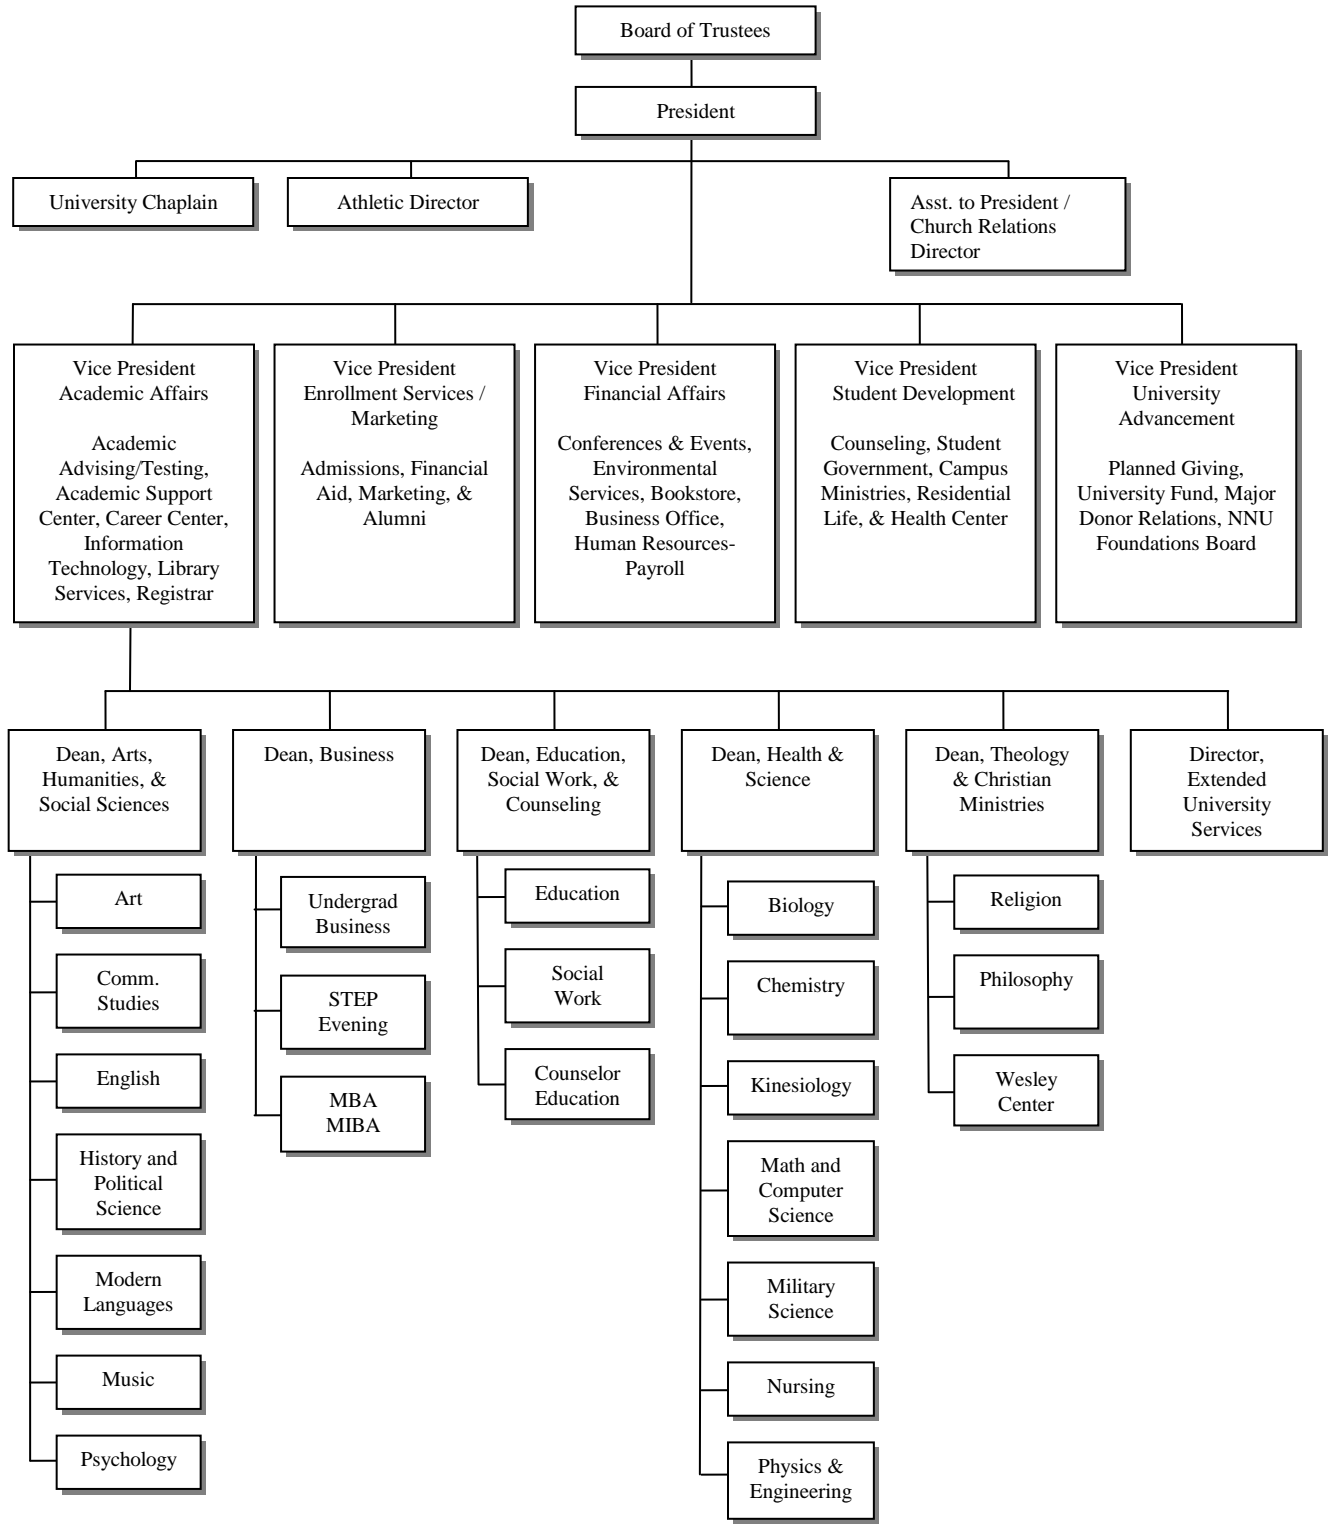 Board of Trustees
President
University Chaplain
Athletic Director
Asst. to President /
Church Relations
Director
Vice President
Academic Affairs
Academic
Advising/Testing,
Academic Support
Center, Career Center,
Information
Technology, Library
Services, Registrar
Vice President
Enrollment Services /
Marketing
Admissions, Financial
Aid, Marketing, &
Alumni
Vice President
Financial Affairs
Conferences & Events,
Environmental
Services, Bookstore,
Business Office,
Human Resources-
Payroll
Vice President
Student Development
Counseling, Student
Government, Campus
Ministries, Residential
Life, & Health Center
Vice President
University
Advancement
Planned Giving,
University Fund, Major
Donor Relations, NNU
Foundations Board
Dean, Arts,
Humanities, &
Social Sciences
Dean, Business
Dean, Education,
Social Work, &
Counseling
Dean, Health &
Science
Dean, Theology
& Christian
Ministries
Director,
Extended
University
Services
Art
Comm.
Studies
English
History and
Political
Science
Modern
Languages
Music
Psychology
Undergrad
Business
STEP
Evening
MBA
MIBA
Education
Social
Work
Counselor
Education
Biology
Chemistry
Kinesiology
Math and
Computer
Science
Military
Science
Nursing
Physics &
Engineering
Religion
Philosophy
Wesley
Center